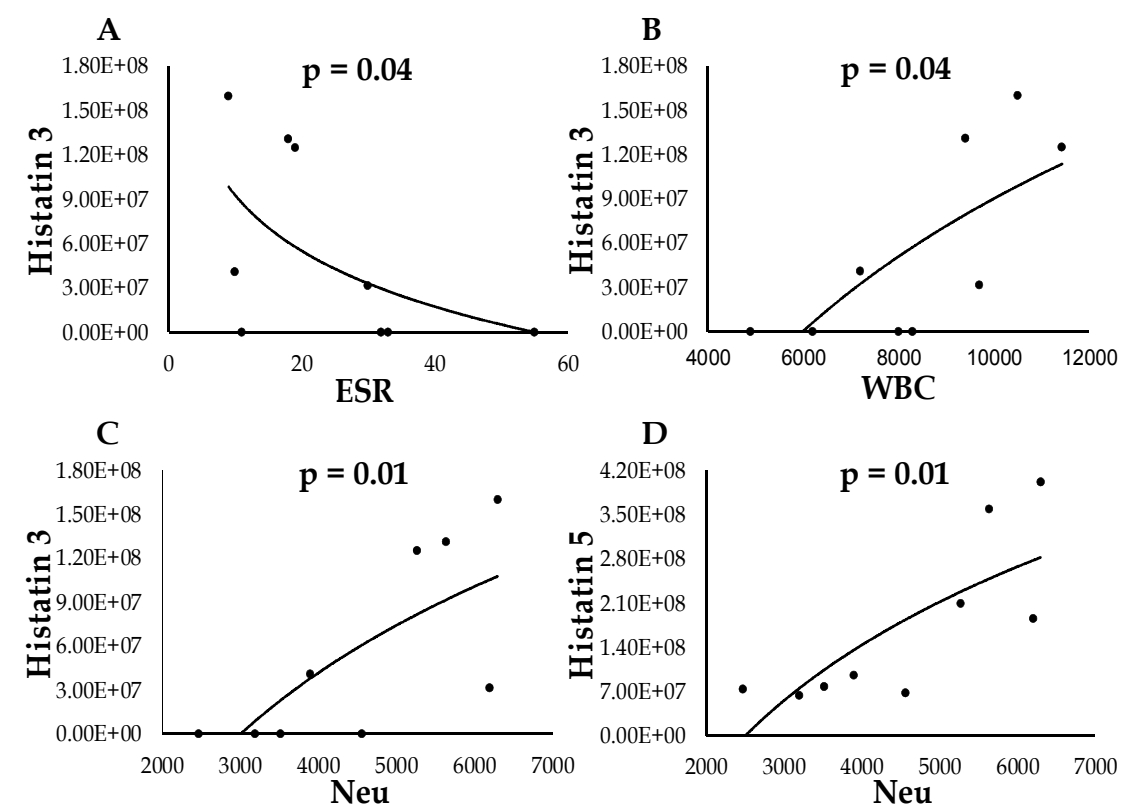 A
p = 0.04
Histatin 3
1.80E+08
1.50E+08
1.20E+08
9.00E+07
6.00E+07
3.00E+07
0.00E+00
0 20 40 60
ESR
B
p = 0.04
Histatin 3
1.80E+08
1.50E+08
1.20E+08
9.00E+07
6.00E+07
3.00E+07
0.00E+00
4000 6000 8000 10000 12000
WBC
C
p = 0.01
Histatin 3
1.80E+08
1.50E+08
1.20E+08
9.00E+07
6.00E+07
3.00E+07
0.00E+00
2000 3000 4000 5000 6000 7000
Neu
D
p = 0.01
Histatin 5
4.20E+08
3.50E+08
2.80E+08
2.10E+08
1.40E+08
7.00E+07
0.00E+00
2000 3000 4000 5000 6000 7000
Neu